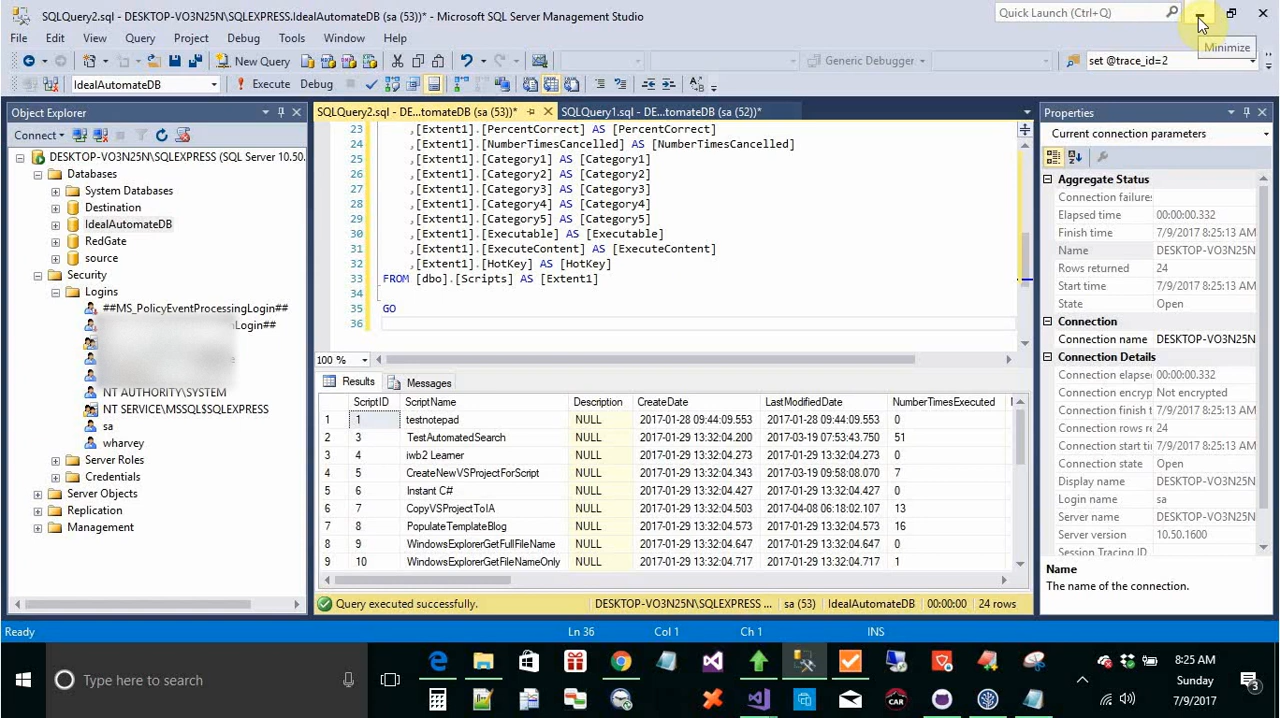 SQLQuery2.sql - DESKTOP-VO3N25N\SQLEXPRESS.IdealAutomateDB (sa (53))* - Microsoft SQL Server Management Studio
Quick Launch (Ctrl+Q)
Minimize
File Edit View Query Project Debug Tools Window Help
New Query
Generic Debugger
set @trace_id=2
IdealAutomateDB
Execute Debug
Object Explorer
Connect
DESKTOP-VO3N25N\SQLEXPRESS (SQL Server 10.50.
Databases
System Databases
Destination
IdealAutomateDB
RedGate
source
Security
Logins
##MS_PolicyEventProcessingLogin##
Login##
NT AUTHORITY\SYSTEM
NT SERVICE\MSSQL$SQLEXPRESS
sa
wharvey
Server Roles
Credentials
Server Objects
Replication
Management
SQLQuery2.sql - DE...tomateDB (sa (53))*
SQLQuery1.sql - DE...tomateDB (sa (52))*
23 ,[Extent1].[PercentCorrect] AS [PercentCorrect]
24 ,[Extent1].[NumberTimesCancelled] AS [NumberTimesCancelled]
25 ,[Extent1].[Category1] AS [Category1]
26 ,[Extent1].[Category2] AS [Category2]
27 ,[Extent1].[Category3] AS [Category3]
28 ,[Extent1].[Category4] AS [Category4]
29 ,[Extent1].[Category5] AS [Category5]
30 ,[Extent1].[Executable] AS [Executable]
31 ,[Extent1].[ExecuteContent] AS [ExecuteContent]
32 ,[Extent1].[HotKey] AS [HotKey]
33 FROM [dbo].[Scripts] AS [Extent1]
34
35 GO
36
100 %
Results Messages
ScriptID ScriptName Description CreateDate LastModifiedDate NumberTimesExecuted
1 1 testnotepad NULL 2017-01-28 09:44:09.553 2017-01-28 09:44:09.553 0
2 3 TestAutomatedSearch NULL 2017-01-29 13:32:04.200 2017-03-19 07:53:43.750 51
3 4 iwb2 Learner NULL 2017-01-29 13:32:04.273 2017-01-29 13:32:04.273 0
4 5 CreateNewVSProjectForScript NULL 2017-01-29 13:32:04.343 2017-03-19 09:58:08.070 7
5 6 Instant C# NULL 2017-01-29 13:32:04.427 2017-01-29 13:32:04.427 0
6 7 CopyVSProjectToIA NULL 2017-01-29 13:32:04.503 2017-04-08 06:18:02.107 13
7 8 PopulateTemplateBlog NULL 2017-01-29 13:32:04.573 2017-01-29 13:32:04.573 16
8 9 WindowsExplorerGetFullFileName NULL 2017-01-29 13:32:04.647 2017-01-29 13:32:04.647 0
9 10 WindowsExplorerGetFileNameOnly NULL 2017-01-29 13:32:04.717 2017-01-29 13:32:04.717 1
Query executed successfully. DESKTOP-VO3N25N\SQLEXPRESS ... sa (53) IdealAutomateDB 00:00:00 24 rows
Properties
Current connection parameters
Aggregate Status
Connection failures
Elapsed time 00:00:00.332
Finish time 7/9/2017 8:25:13 AM
Name DESKTOP-VO3N25N
Rows returned 24
Start time 7/9/2017 8:25:13 AM
State Open
Connection
Connection name DESKTOP-VO3N25N
Connection Details
Connection elapse 00:00:00.332
Connection encryp Not encrypted
Connection finish t 7/9/2017 8:25:13 AM
Connection rows r 24
Connection start ti 7/9/2017 8:25:13 AM
Connection state Open
Display name DESKTOP-VO3N25N
Login name sa
Server name DESKTOP-VO3N25N
Server version 10.50.1600
Session Tracing ID
Name
The name of the connection.
Ready Ln 36 Col 1 Ch 1 INS
Type here to search
CAR
8:25 AM
Sunday
7/9/2017
3